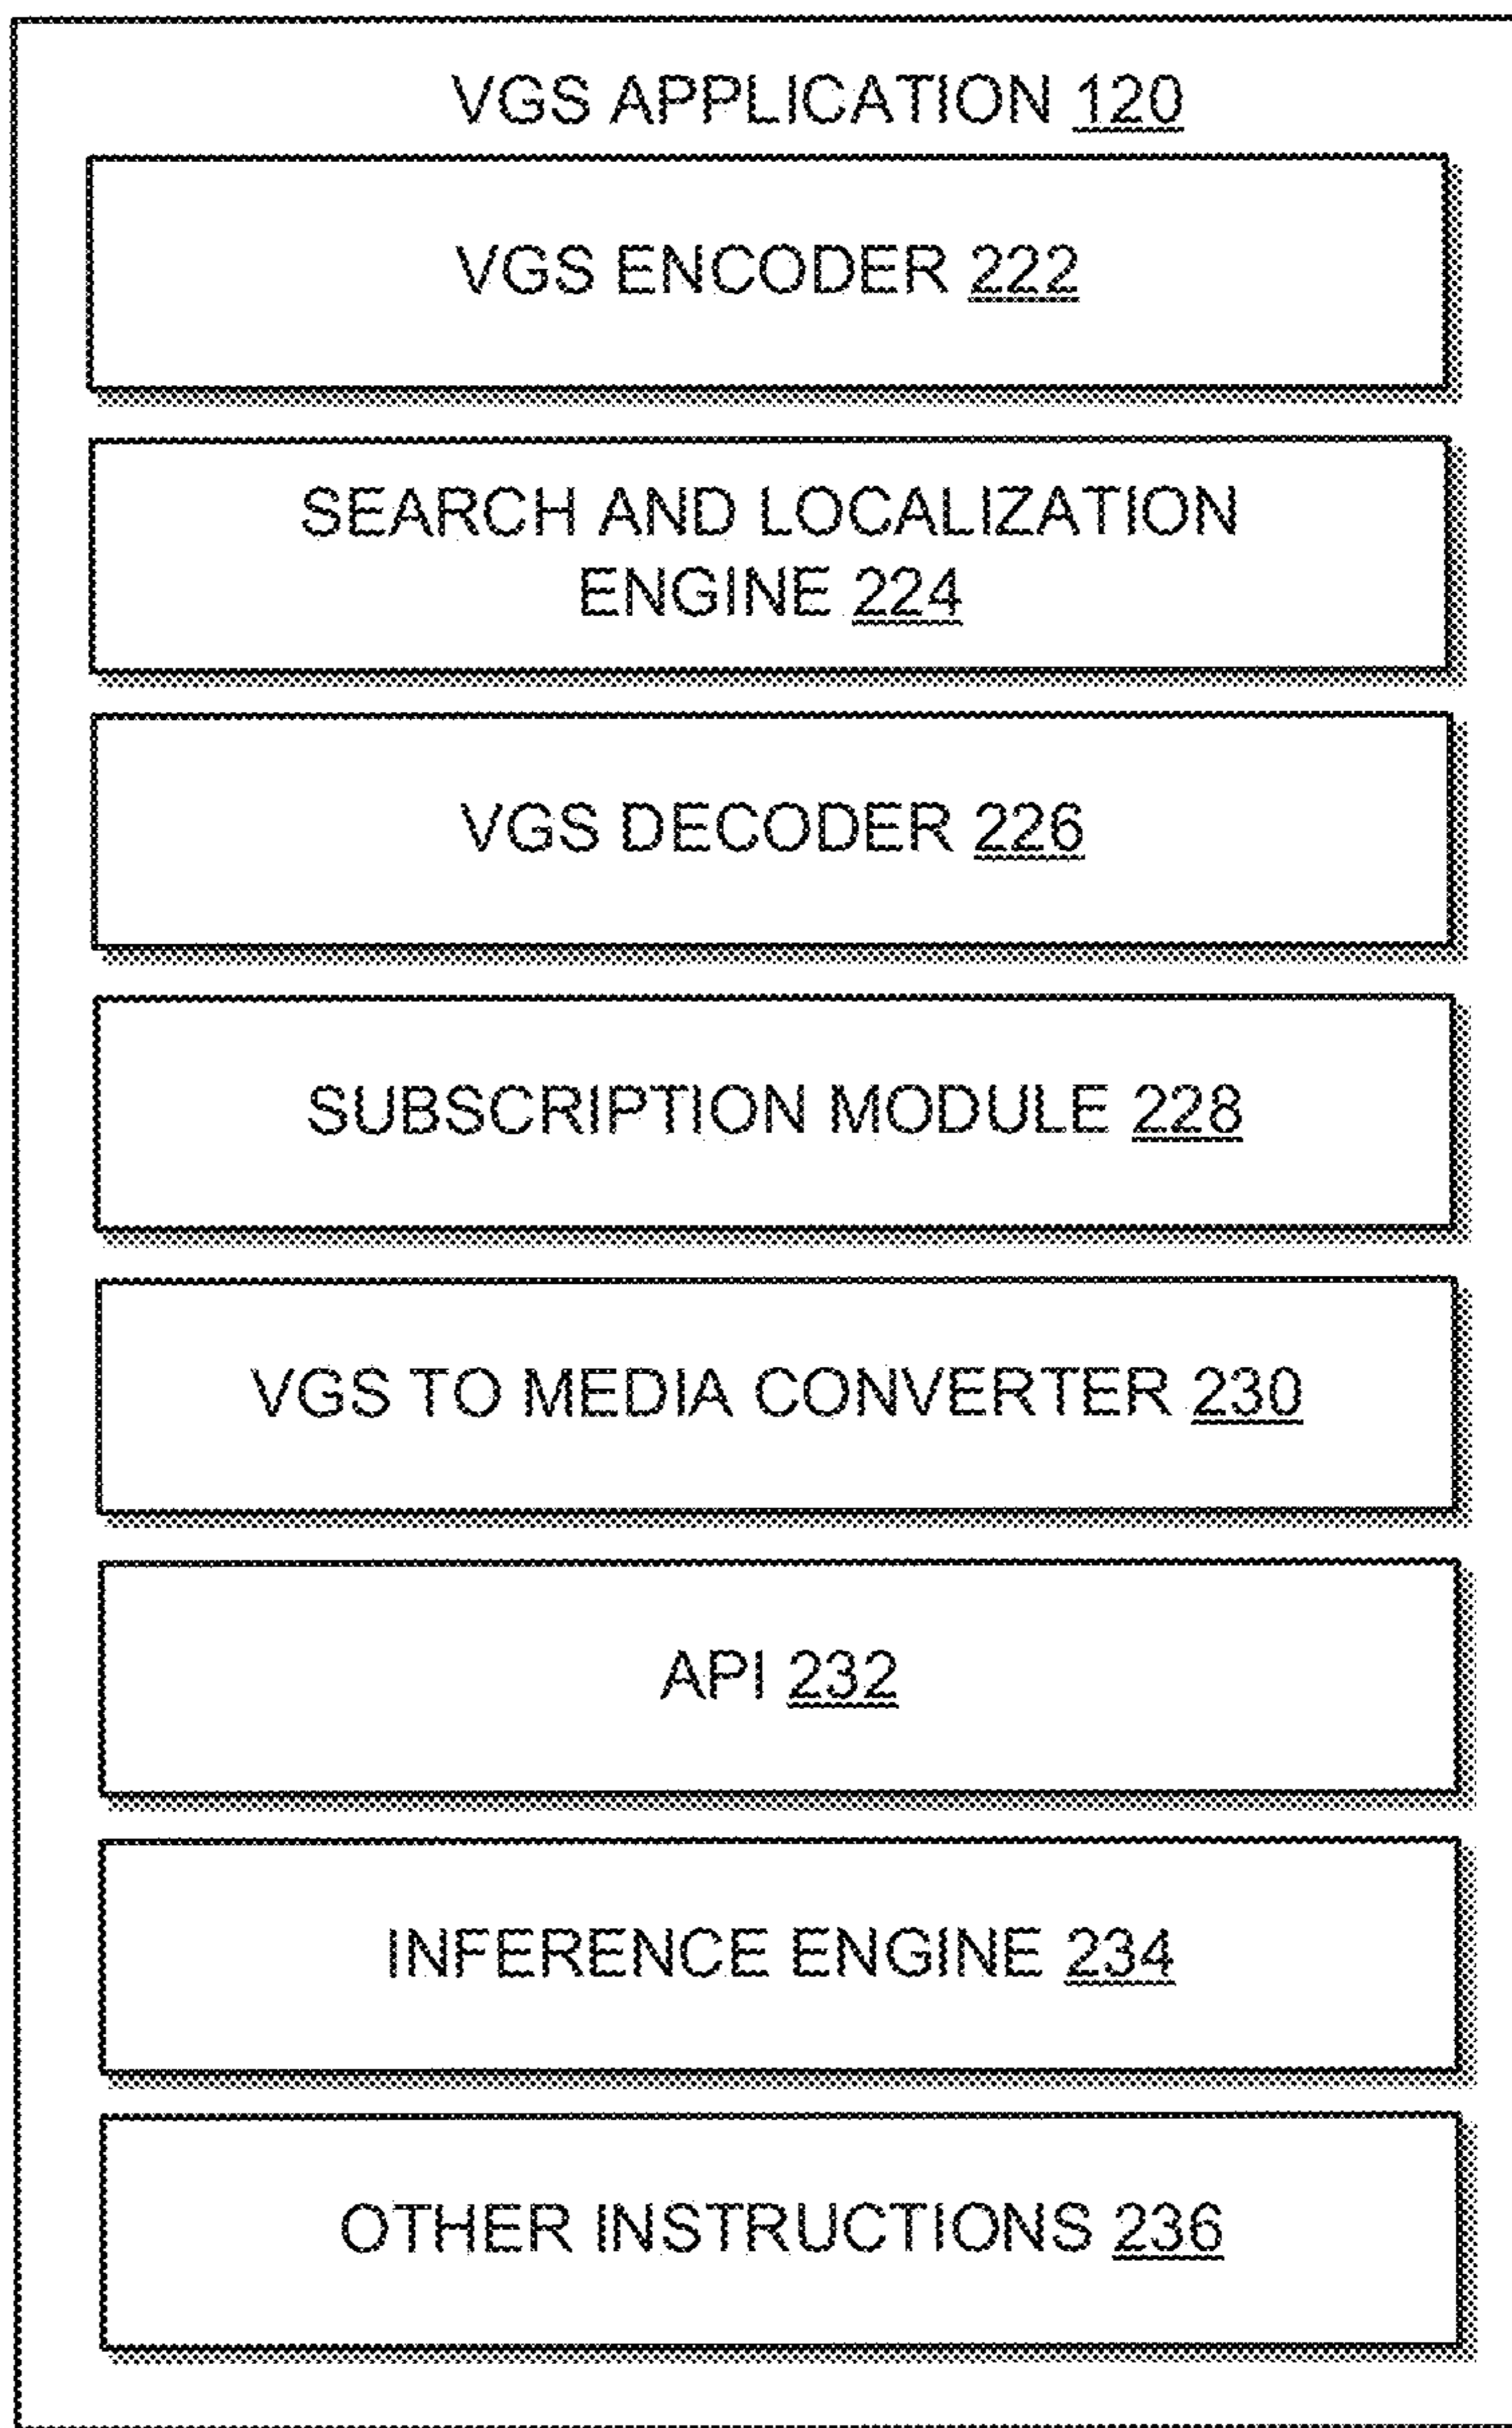 VGS APPLICATION 120
VGS ENCODER 222
SEARCH AND LOCALIZATION
ENGINE 224
VGS DECODER 226
SUBSCRIPTION MODULE 228
VGS TO MEDIA CONVERTER 230
API 232
INFERENCE ENGINE 234
OTHER INSTRUCTIONS 236